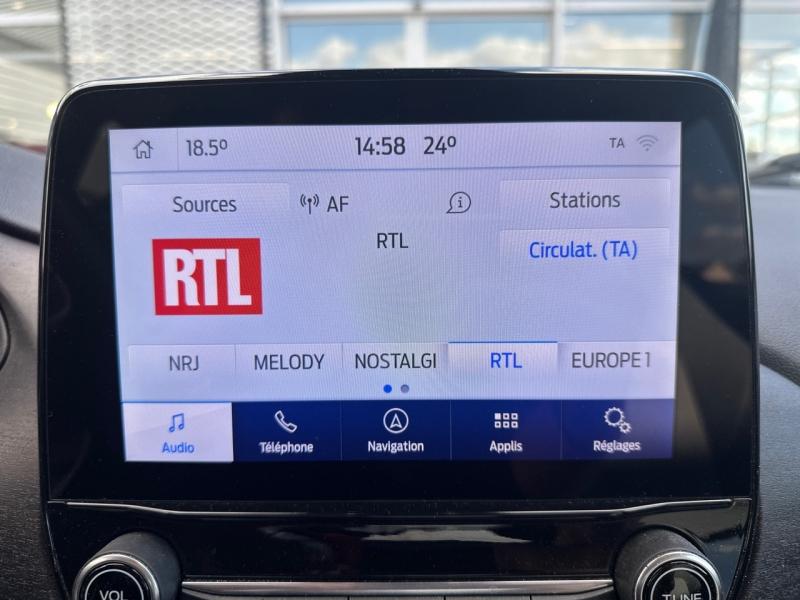 18.5° 14:58 24° TA
Sources AF Stations
RTL
Circulat. (TA)
RTL
NRJ MELODY NOSTALGI RTL EUROPE 1
Audio Téléphone Navigation Applis Réglages
VOL TUNE